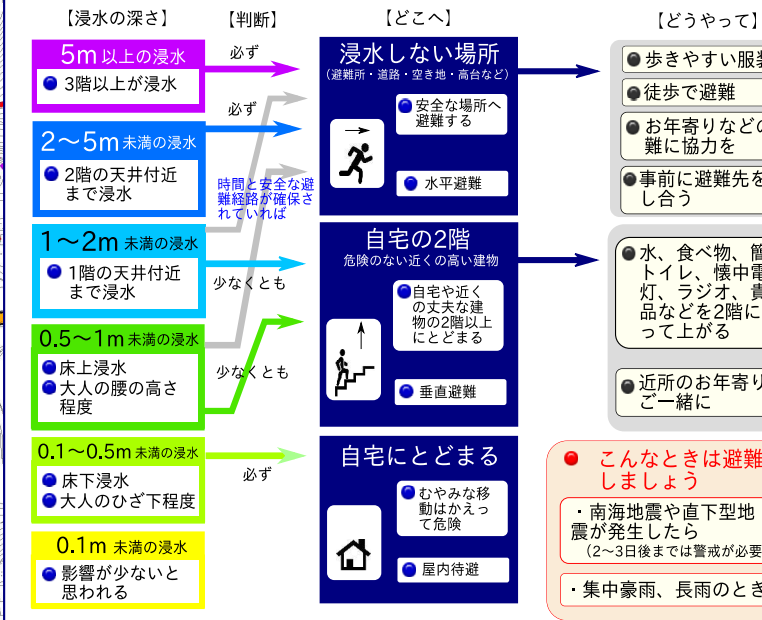 【浸水の深さ】
【判断】
【どこへ】
【どうやって】
5m以上の浸水
3階以上が浸水
2〜5m未満の浸水
2階の天井付近
まで浸水
1〜2m未満の浸水
1階の天井付近
まで浸水
0.5〜1m未満の浸水
床上浸水
大人の腰の高さ
程度
0.1〜0.5m未満の浸水
床下浸水
大人のひざ下程度
0.1m 未満の浸水
影響が少ないと
思われる
必ず
必ず
時間と安全な避
難経路が確保さ
れていれば
少なくとも
少なくとも
必ず
浸水しない場所
(避難所・道路・空き地・高台など)
安全な場所へ
避難する
水平避難
自宅の2階
危険のない近くの高い建物
自宅や近く
の丈夫な建
物の2階以上
にとどまる
垂直避難
自宅にとどまる
むやみな移
動はかえっ
て危険
屋内待避
歩きやすい服装
徒歩で避難
お年寄りなどの
難に協力を
事前に避難先を
し合う
水、食べ物、簡
トイレ、懐中電
灯、ラジオ、貴
品などを2階に
って上がる
近所のお年寄り
ご一緒に
こんなときは避難
しましょう
・南海地震や直下型地
震が発生したら
(2〜3日後までは警戒が必要
・集中豪雨、長雨のとき